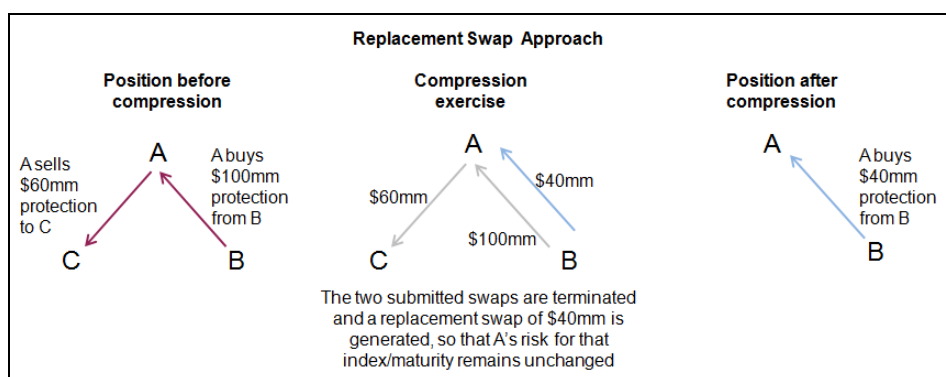 Replacement Swap Approach
Position before
compression
A
A sells
$60mm
protection
to C
A buys
$100mm
protection
from B
C
B
Compression
exercise
A
$60mm
$40mm
$100mm
C
B
The two submitted swaps are terminated
and a replacement swap of $40mm is
generated, so that A's risk for that
index/maturity remains unchanged
Position after
compression
A
A buys
$40mm
protection
from B
B